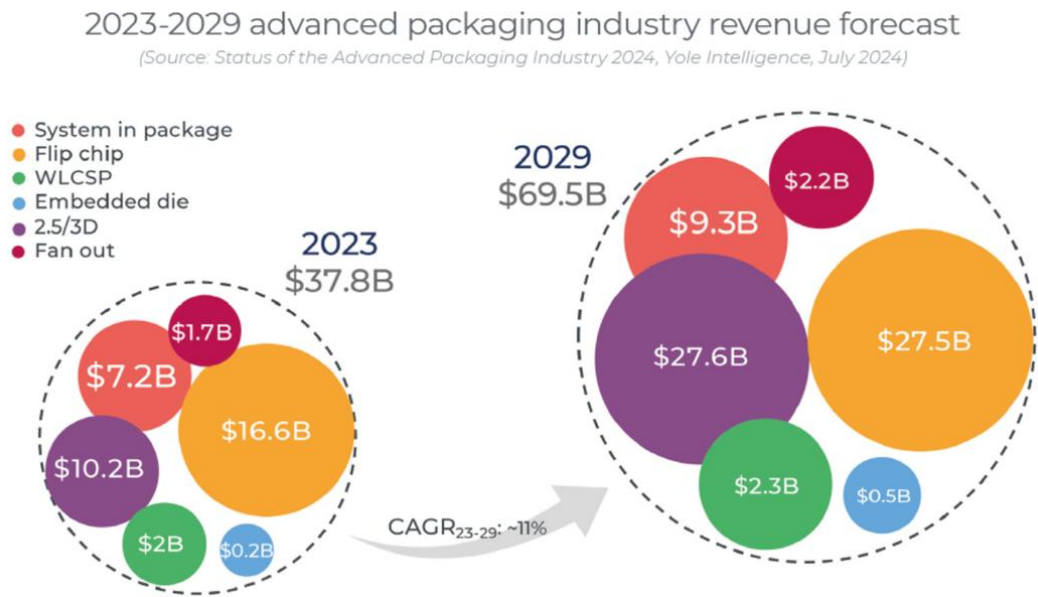 2023-2029 advanced packaging industry revenue forecast
(Source: Status of the Advanced Packaging Industry 2024, Yole Intelligence, July 2024)
System in package
Flip chip
WLCSP
Embedded die
2.5/3D
Fan out
2023
$37.8B
$1.7B
$7.2B
$16.6B
$10.2B
$2B
$0.2B
CAGR23-29: ~11%
2029
$69.5B
$2.2B
$9.3B
$27.6B
$27.5B
$2.3B
$0.5B